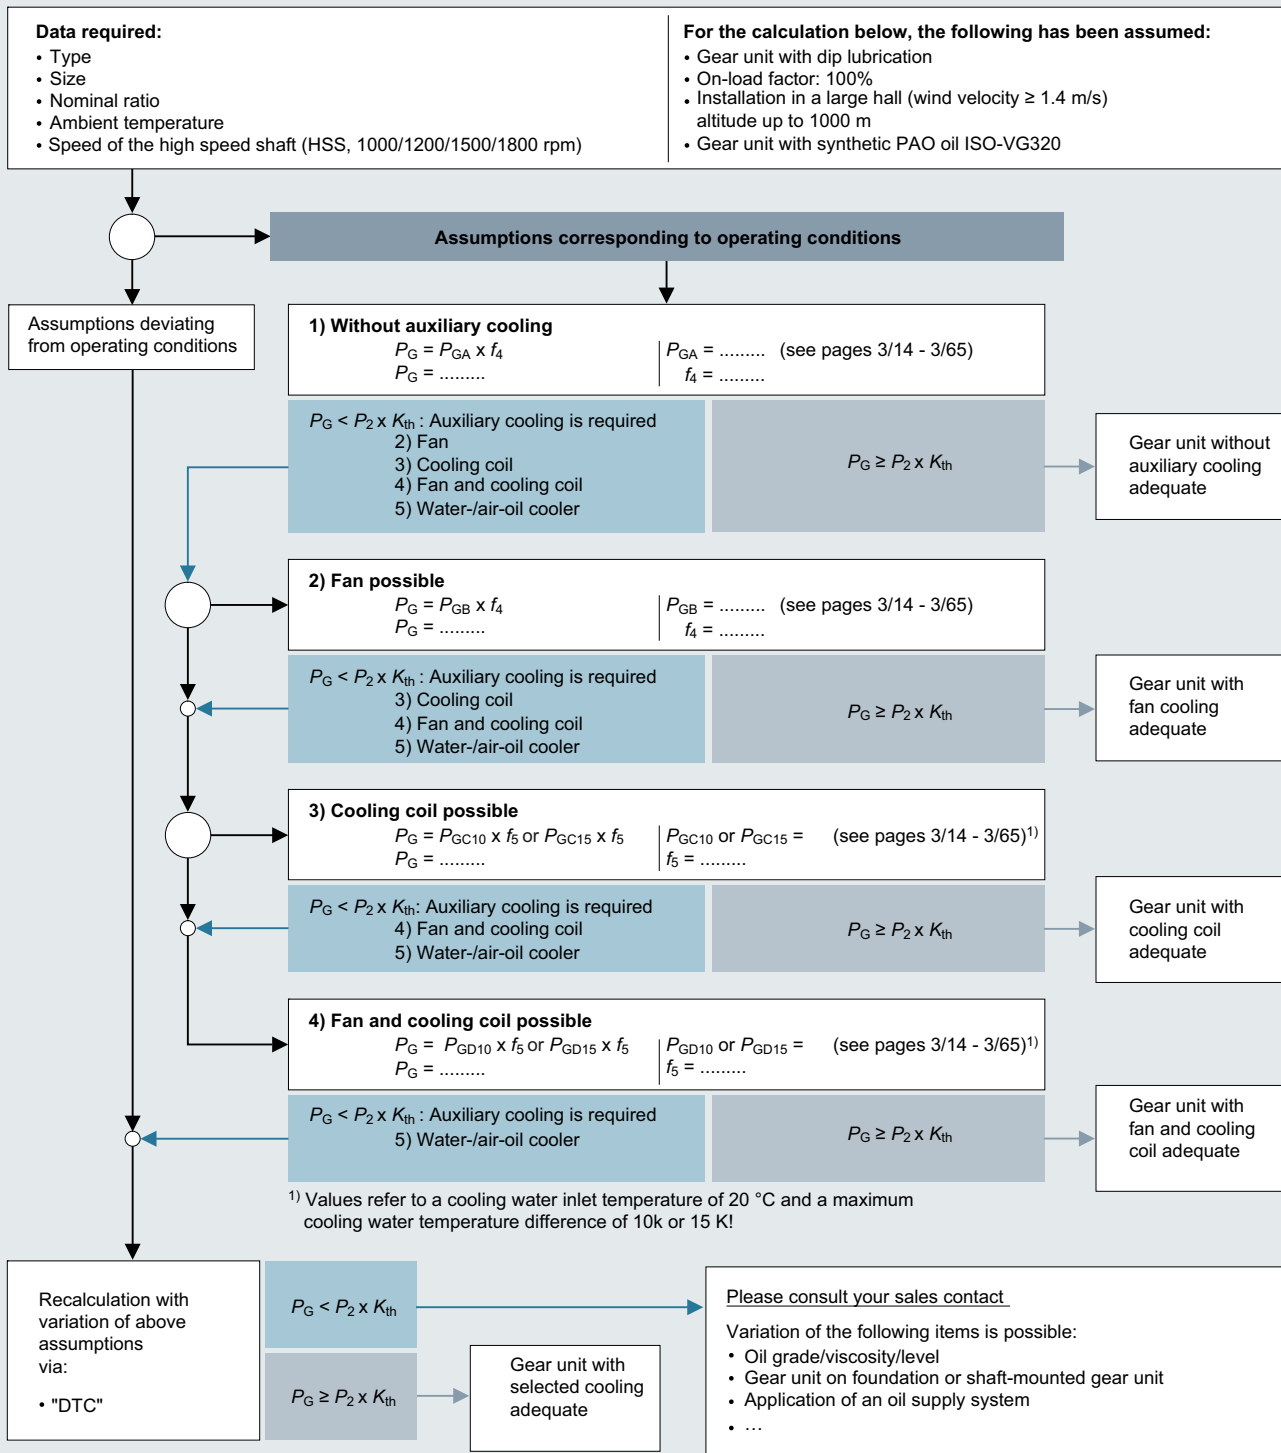 Data required:
• Type
• Size
• Nominal ratio
• Ambient temperature
• Speed of the high speed shaft (HSS, 1000/1200/1500/1800 rpm)
For the calculation below, the following has been assumed:
• Gear unit with dip lubrication
• On-load factor: 100%
• Installation in a large hall (wind velocity ≥ 1.4 m/s)
altitude up to 1000 m
• Gear unit with synthetic PAO oil ISO-VG320
Assumptions corresponding to operating conditions
Assumptions deviating
from operating conditions
1) Without auxiliary cooling
PG = PGA x f4
PG = .........
PGA = ......... (see pages 3/14 - 3/65)
f4 = .........
PG < P2 x Kth : Auxiliary cooling is required
2) Fan
3) Cooling coil
4) Fan and cooling coil
5) Water-/air-oil cooler
PG ≥ P2 x Kth
Gear unit without
auxiliary cooling
adequate
2) Fan possible
PG = PGB x f4
PG = .........
PGB = ......... (see pages 3/14 - 3/65)
f4 = .........
PG < P2 x Kth : Auxiliary cooling is required
3) Cooling coil
4) Fan and cooling coil
5) Water-/air-oil cooler
PG ≥ P2 x Kth
Gear unit with
fan cooling
adequate
3) Cooling coil possible
PG = PGC10 x f5 or PGC15 x f5
PG = .........
PGC10 or PGC15 = (see pages 3/14 - 3/65)1)
f5 = .........
PG < P2 x Kth: Auxiliary cooling is required
4) Fan and cooling coil
5) Water-/air-oil cooler
PG ≥ P2 x Kth
Gear unit with
cooling coil
adequate
4) Fan and cooling coil possible
PG = PGD10 x f5 or PGD15 x f5
PG = .........
PGD10 or PGD15 = (see pages 3/14 - 3/65)1)
f5 = .........
PG < P2 x Kth : Auxiliary cooling is required
5) Water-/air-oil cooler
PG ≥ P2 x Kth
Gear unit with
fan and cooling
coil adequate
1) Values refer to a cooling water inlet temperature of 20 °C and a maximum
cooling water temperature difference of 10k or 15 K!
Recalculation with
variation of above
assumptions
via:
• "DTC"
PG < P2 x Kth
PG ≥ P2 x Kth
Gear unit with
selected cooling
adequate
Please consult your sales contact
Variation of the following items is possible:
• Oil grade/viscosity/level
• Gear unit on foundation or shaft-mounted gear unit
• Application of an oil supply system
• …